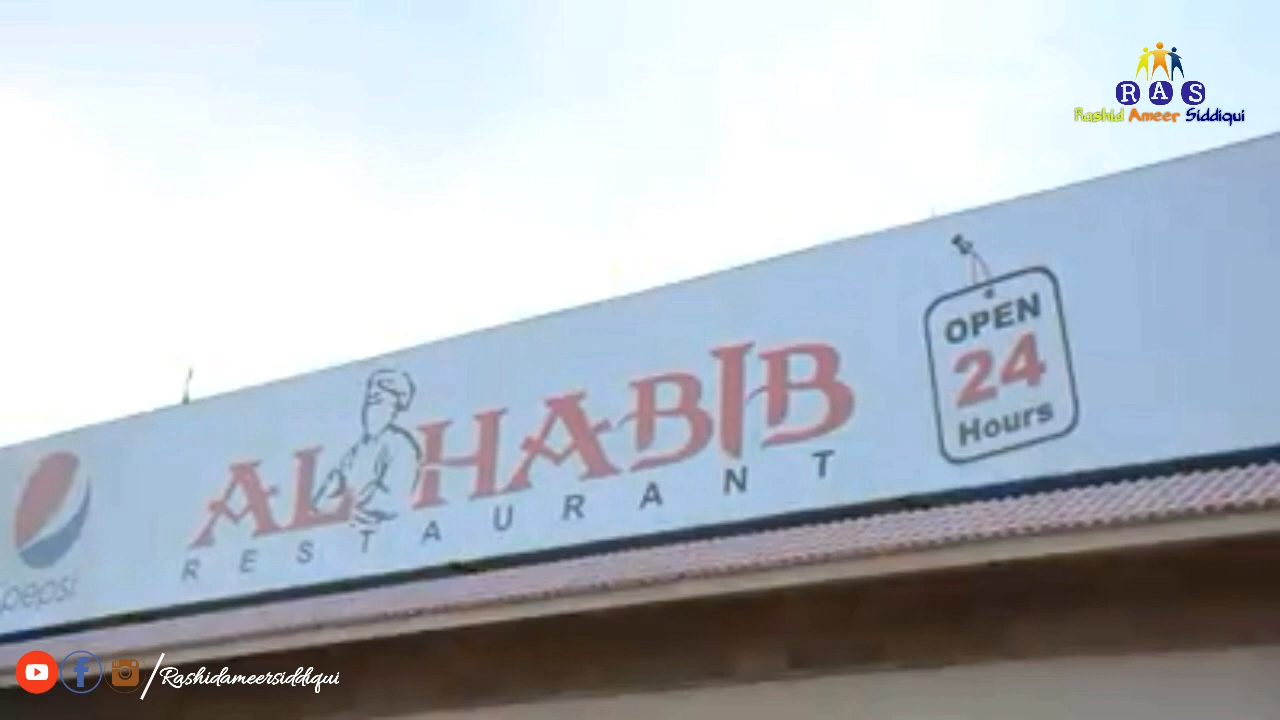 RAS
Rashid Ameer Siddiqui
OPEN
24
Hours
AL HABIB
RESTAURANT
pepsi
Rashidameersiddiqui